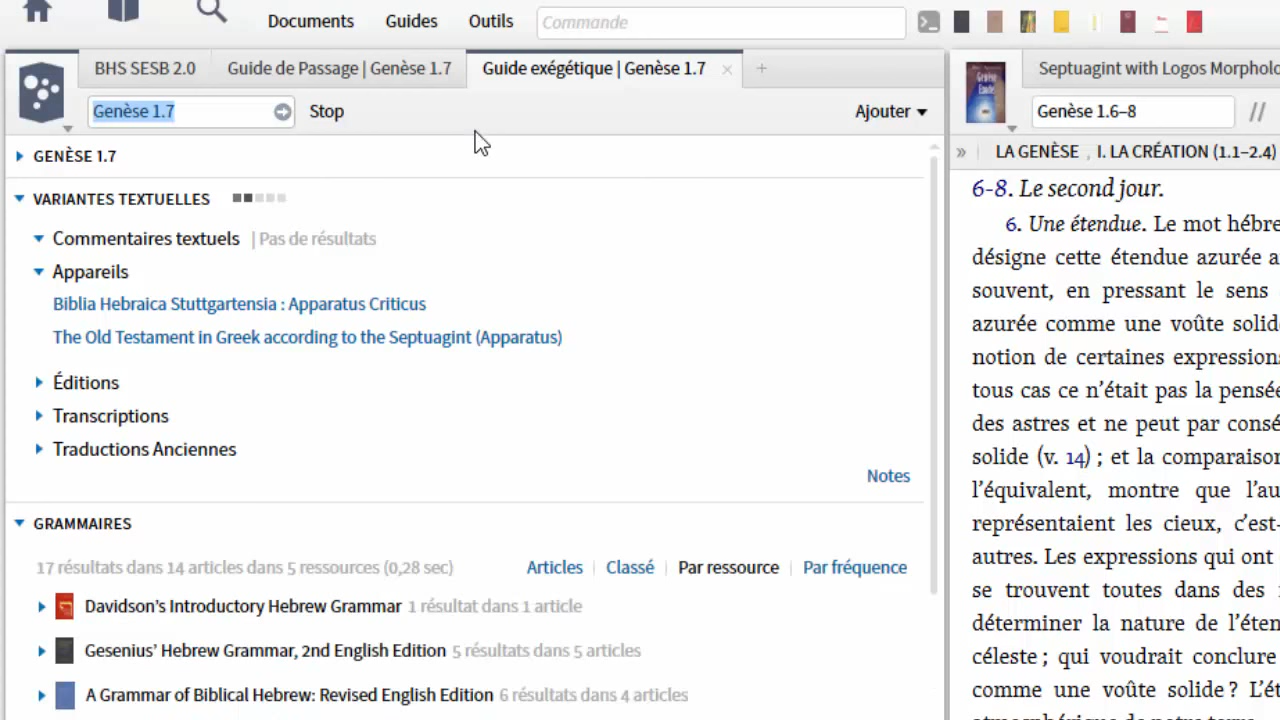 Documents Guides Outils Commande
BHS SESB 2.0 Guide de Passage | Genèse 1.7 Guide exégétique | Genèse 1.7 × +
Genèse 1.7 Stop Ajouter
GENÈSE 1.7
VARIANTES TEXTUELLES
Commentaires textuels | Pas de résultats
Appareils
Biblia Hebraica Stuttgartensia : Apparatus Criticus
The Old Testament in Greek according to the Septuagint (Apparatus)
Éditions
Transcriptions
Traductions Anciennes
Notes
GRAMMAIRES
17 résultats dans 14 articles dans 5 ressources (0,28 sec) Articles | Classé | Par ressource | Par fréquence
Davidson’s Introductory Hebrew Grammar 1 résultat dans 1 article
Gesenius’ Hebrew Grammar, 2nd English Edition 5 résultats dans 5 articles
A Grammar of Biblical Hebrew: Revised English Edition 6 résultats dans 4 articles
Septuagint with Logos Morpholo
Genèse 1.6–8 //
» LA GENÈSE , I. LA CRÉATION (1.1–2.4)
6-8. Le second jour.
6. Une étendue. Le mot hébre
désigne cette étendue azurée a
souvent, en pressant le sens
azurée comme une voûte solid
notion de certaines expression
tous cas ce n’était pas la pensée
des astres et ne peut par consé
solide (v. 14) ; et la comparaison
l’équivalent, montre que l’au
représentaient les cieux, c’est-
autres. Les expressions qui ont
se trouvent toutes dans des
déterminer la nature de l’éten
céleste ; qui voudrait conclure
comme une voûte solide ? L’ét